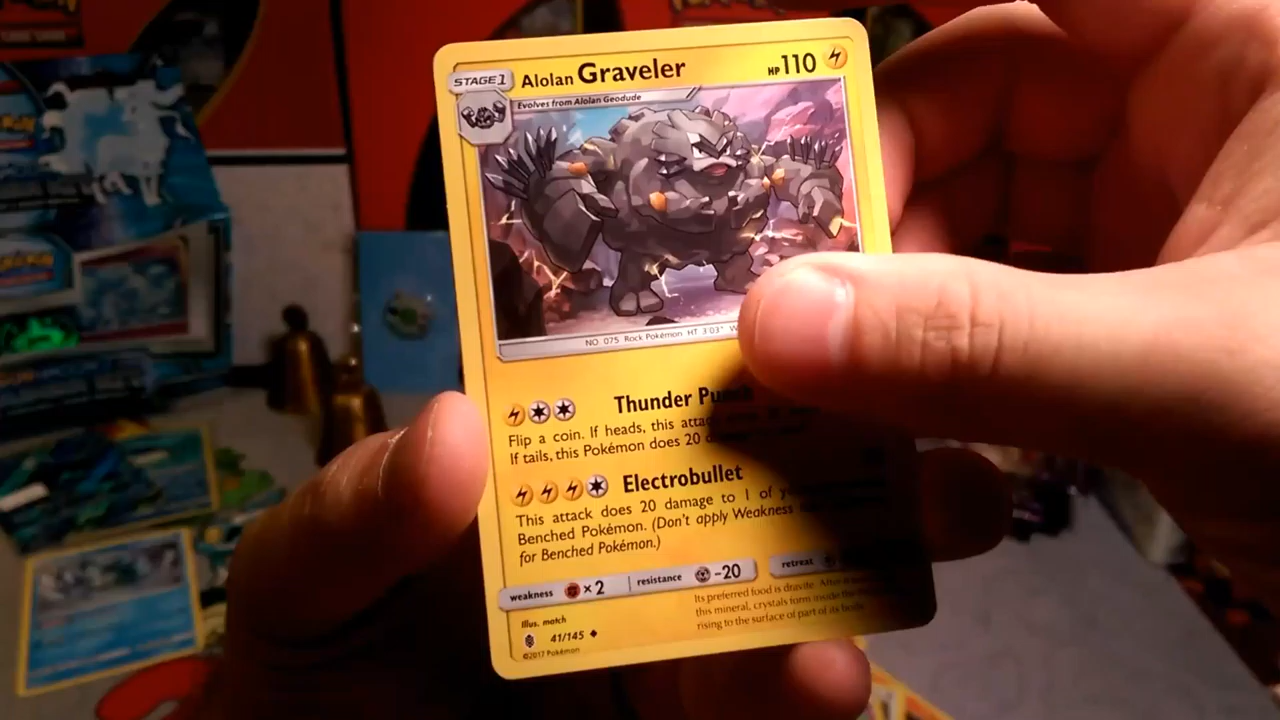 STAGE 1 Alolan Graveler HP 110
Evolves from Alolan Geodude
NO. 075 Rock Pokémon HT 3'03" W
Thunder Punch
Flip a coin. If heads, this attac
If tails, this Pokémon does 20
Electrobullet
This attack does 20 damage to 1 of
Benched Pokémon. (Don't apply Weakness
for Benched Pokémon.)
weakness ×2 resistance -20 retreat
Its preferred food is dravite. After
this mineral, crystals form inside the
rising to the surface of part of its body.
Illus. match
41/145
©2017 Pokémon